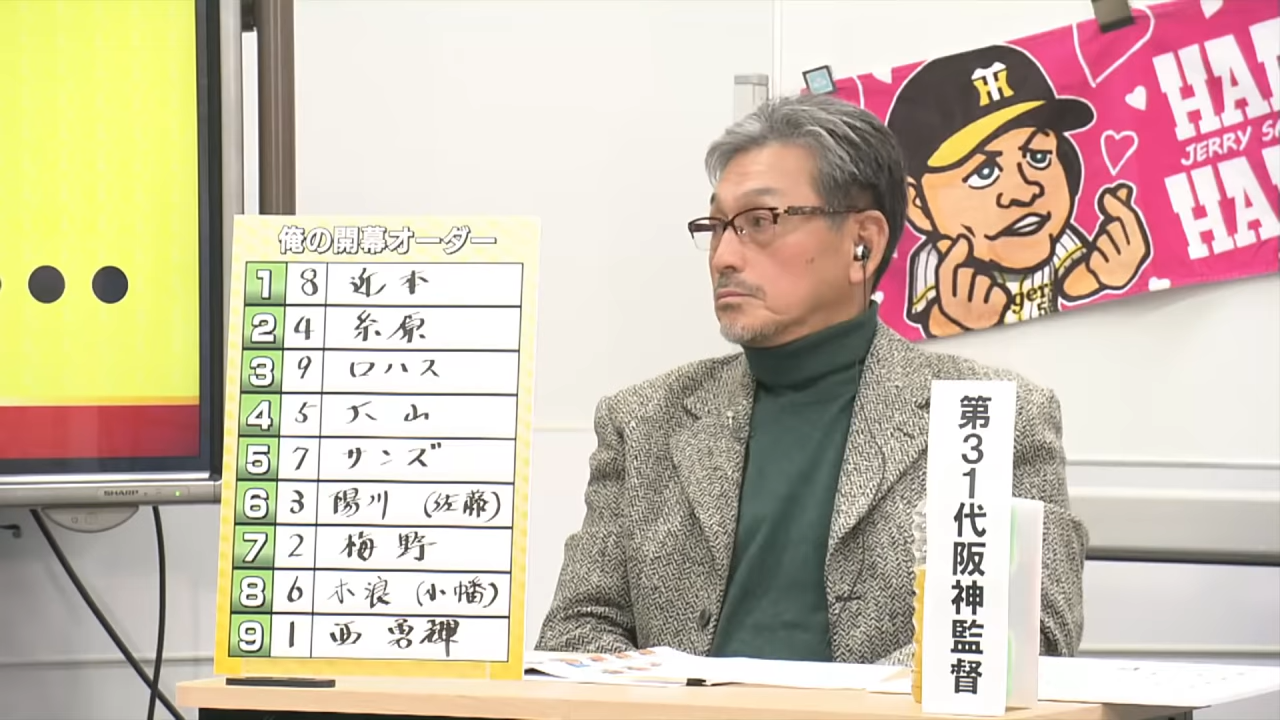 俺の開幕オーダー
1 8 近本
2 4 糸原
3 9 ロハス
4 5 大山
5 7 サンズ
6 3 陽川 (佐藤)
7 2 梅野
8 6 木浪 (小幡)
9 1 西 勇輝
第31代阪神監督
SHARP
JERRY